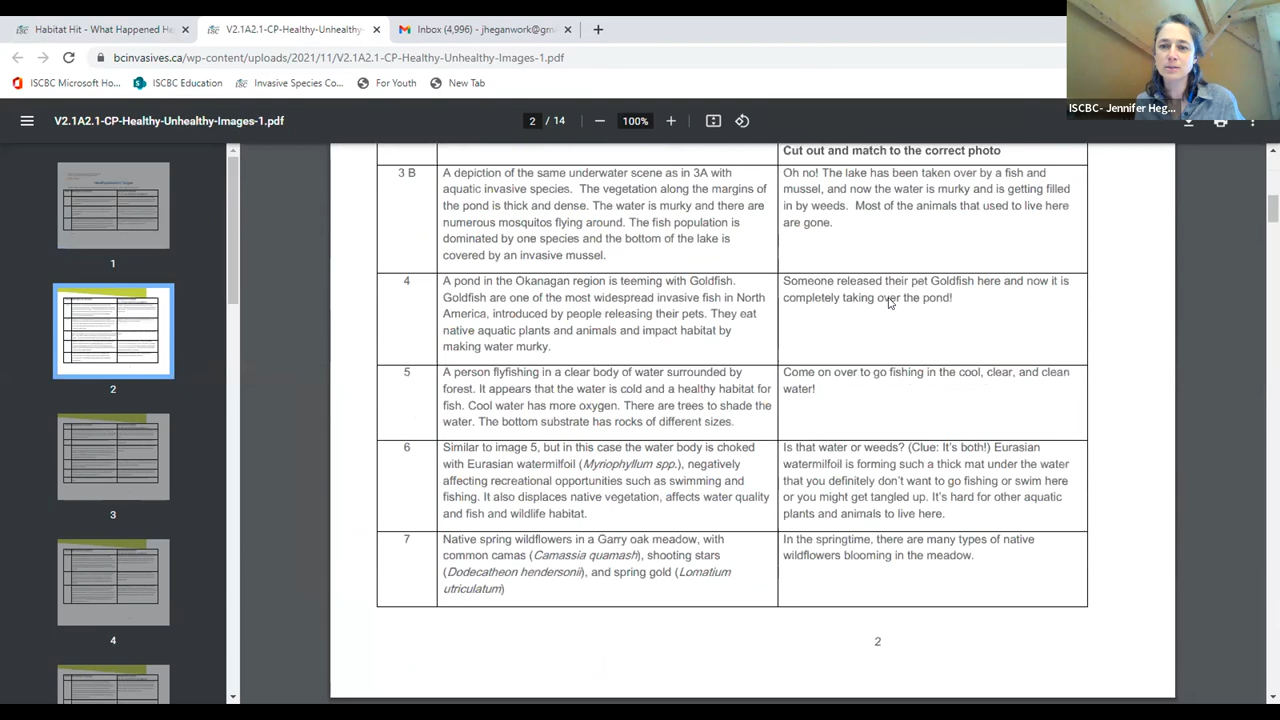 Habitat Hit - What Happened He
V2.1A2.1-CP-Healthy-Unhealthy-
Inbox (4,996) - jheganwork@gm
bcinvasives.ca/wp-content/uploads/2021/11/V2.1A2.1-CP-Healthy-Unhealthy-Images-1.pdf
ISCBC Microsoft Ho...
ISCBC Education
Invasive Species Co...
For Youth
New Tab
ISCBC- Jennifer Heg...
V2.1A2.1-CP-Healthy-Unhealthy-Images-1.pdf
2 / 14
100%
1
2
3
4
Cut out and match to the correct photo
3 B
A depiction of the same underwater scene as in 3A with
aquatic invasive species. The vegetation along the margins of
the pond is thick and dense. The water is murky and there are
numerous mosquitos flying around. The fish population is
dominated by one species and the bottom of the lake is
covered by an invasive mussel.
Oh no! The lake has been taken over by a fish and
mussel, and now the water is murky and is getting filled
in by weeds. Most of the animals that used to live here
are gone.
4
A pond in the Okanagan region is teeming with Goldfish.
Goldfish are one of the most widespread invasive fish in North
America, introduced by people releasing their pets. They eat
native aquatic plants and animals and impact habitat by
making water murky.
Someone released their pet Goldfish here and now it is
completely taking over the pond!
5
A person flyfishing in a clear body of water surrounded by
forest. It appears that the water is cold and a healthy habitat for
fish. Cool water has more oxygen. There are trees to shade the
water. The bottom substrate has rocks of different sizes.
Come on over to go fishing in the cool, clear, and clean
water!
6
Similar to image 5, but in this case the water body is choked
with Eurasian watermilfoil (Myriophyllum spp.), negatively
affecting recreational opportunities such as swimming and
fishing. It also displaces native vegetation, affects water quality
and fish and wildlife habitat.
Is that water or weeds? (Clue: It's both!) Eurasian
watermilfoil is forming such a thick mat under the water
that you definitely don't want to go fishing or swim here
or you might get tangled up. It's hard for other aquatic
plants and animals to live here.
7
Native spring wildflowers in a Garry oak meadow, with
common camas (Camassia quamash), shooting stars
(Dodecatheon hendersonii), and spring gold (Lomatium
utriculatum)
In the springtime, there are many types of native
wildflowers blooming in the meadow.
2